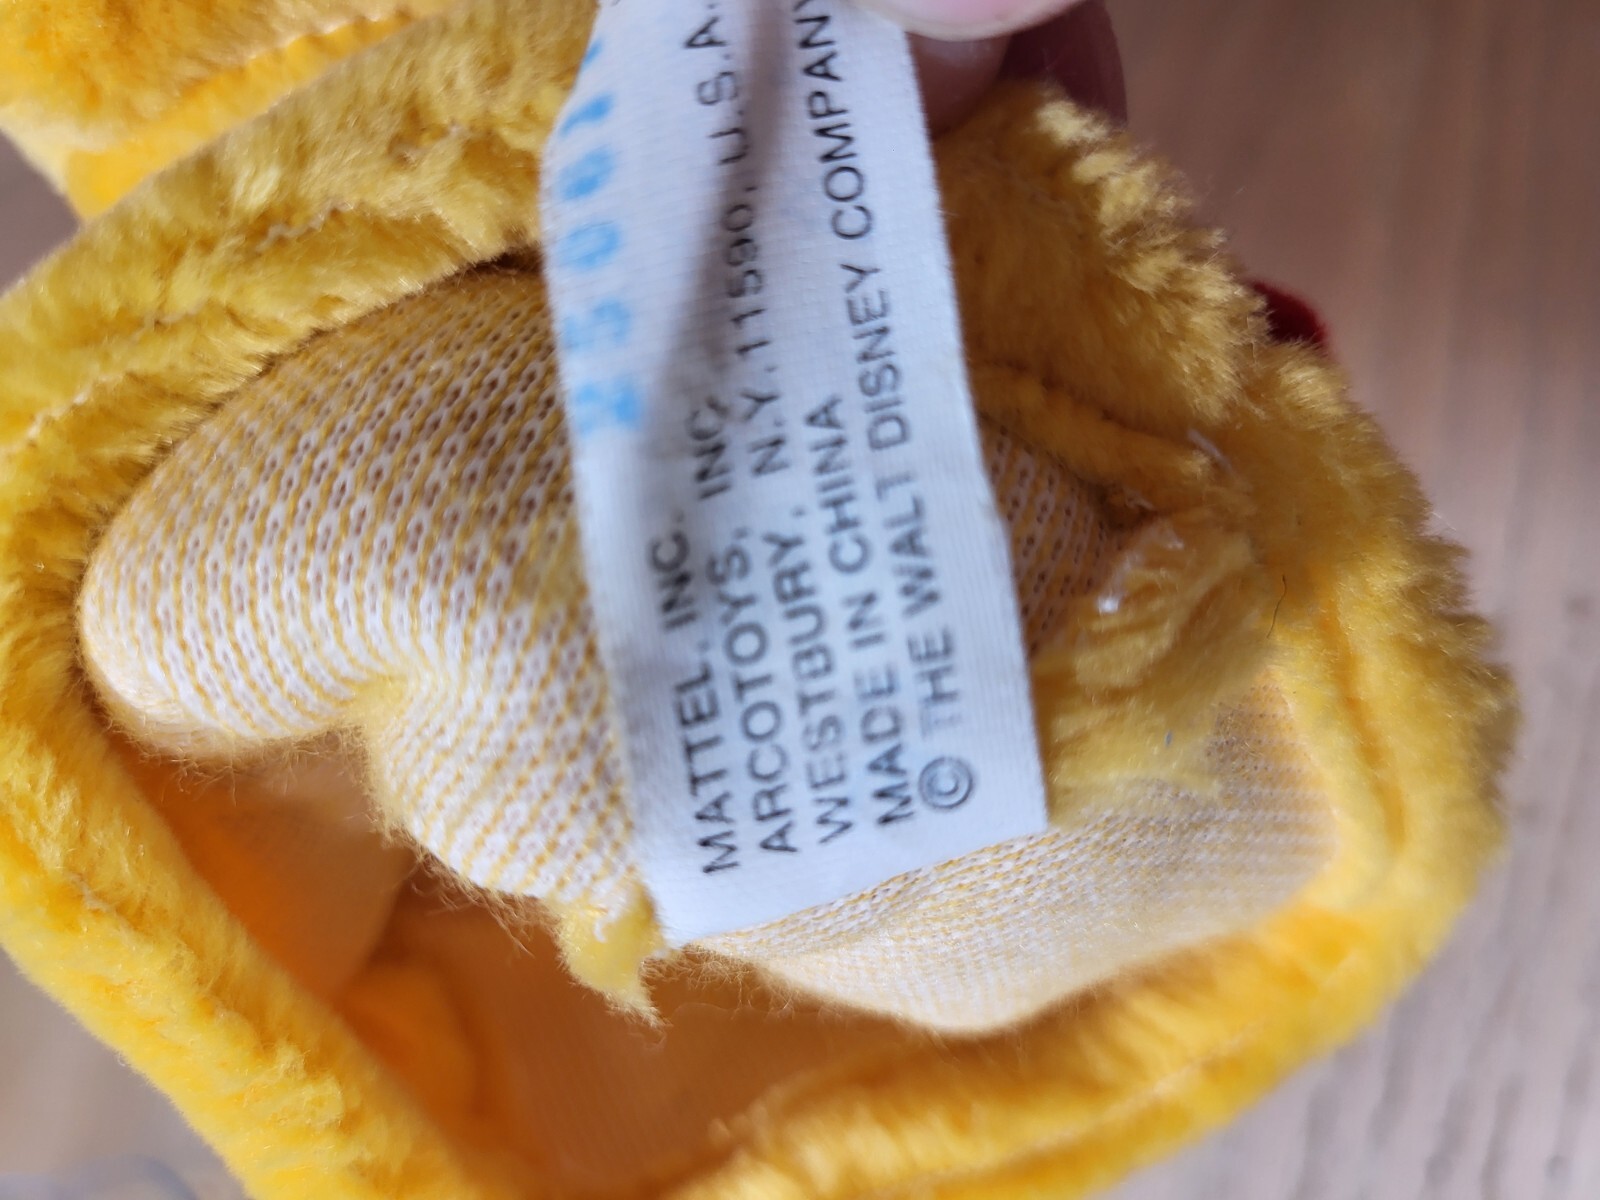 MATTEL, INC.
ARCOTOYS, INC.
WESTBURY, N.Y. 11590, U.S.A.
MADE IN CHINA
© THE WALT DISNEY COMPANY